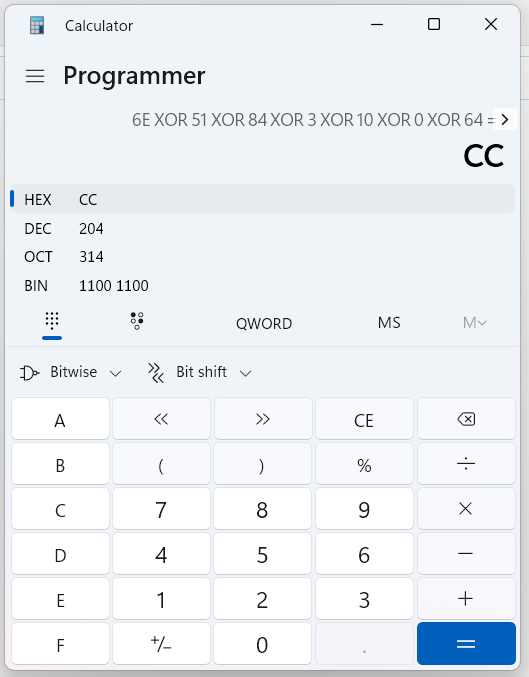 Calculator
Programmer
6E XOR 51 XOR 84 XOR 3 XOR 10 XOR 0 XOR 64 =
CC
HEX CC
DEC 204
OCT 314
BIN 1100 1100
QWORD MS M
Bitwise Bit shift
A << >> CE
B ( ) % ÷
C 7 8 9 ×
D 4 5 6 −
E 1 2 3 +
F +/− 0 . =